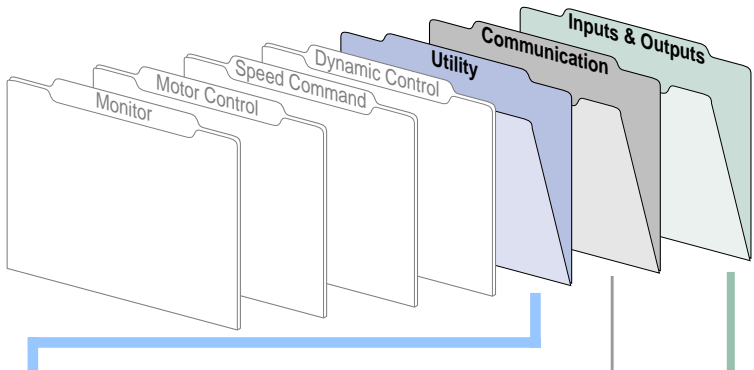 Monitor
Motor Control
Speed Command
Dynamic Control
Utility
Communication
Inputs & Outputs